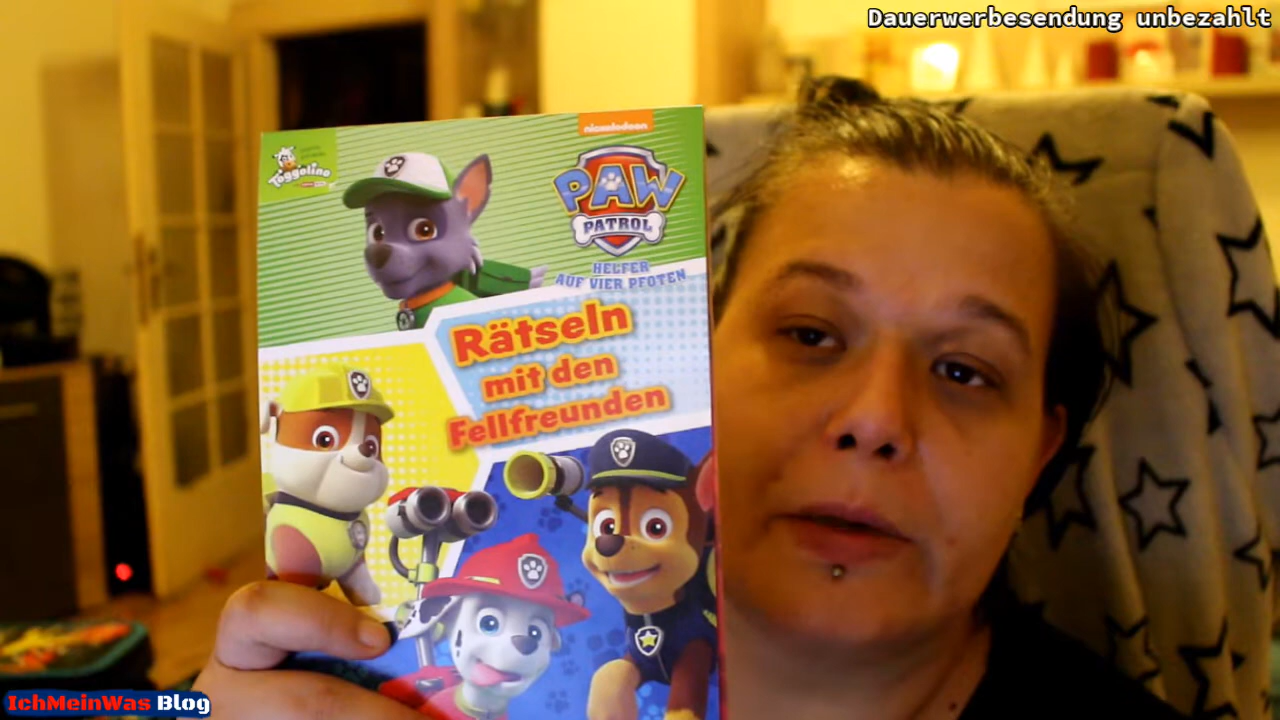 Dauerwerbesendung unbezahlt
nickelodeon
Toggolino
PAW
PATROL
HELFER
AUF VIER PFOTEN
Rätseln
mit den
Fellfreunden
IchMeinWas Blog